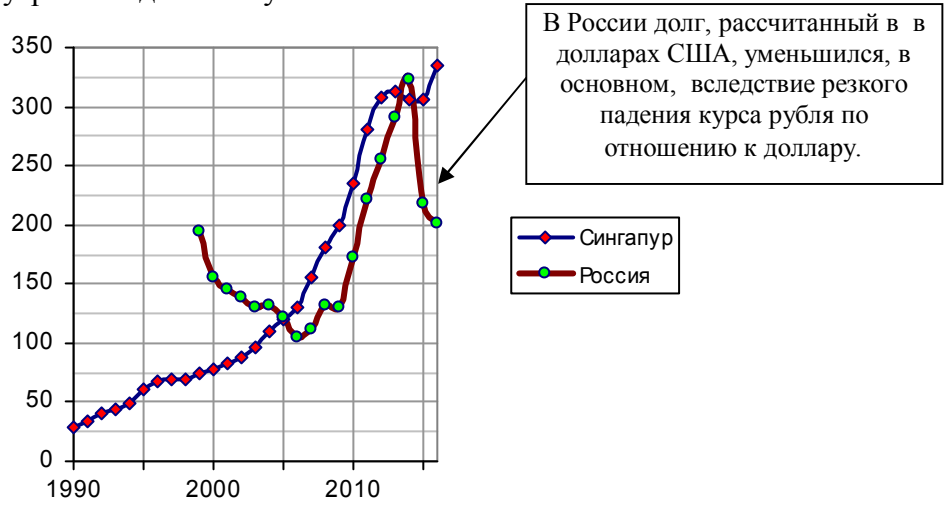 В России долг, рассчитанный в в
долларах США, уменьшился, в
основном, вследствие резкого
падения курса рубля по
отношению к доллару.
350
300
250
200
150
100
50
0
1990
2000
2010
Сингапур
Россия